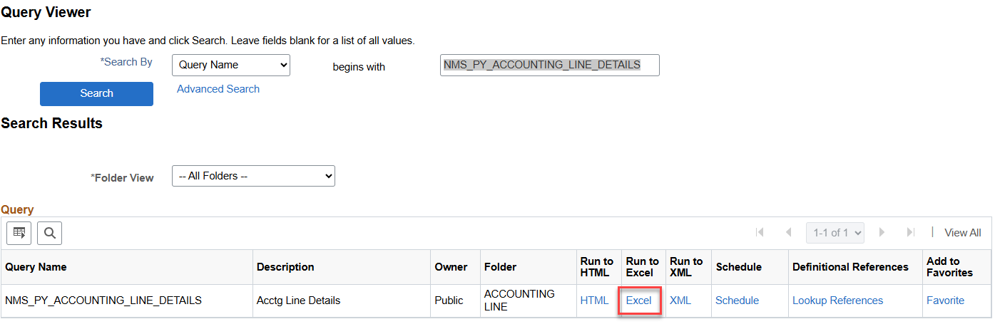 Query Viewer
Enter any information you have and click Search. Leave fields blank for a list of all values.
*Search By Query Name begins with NMS_PY_ACCOUNTING_LINE_DETAILS
Search Advanced Search
Search Results
*Folder View -- All Folders --
Query
1-1 of 1 | View All
Query Name Description Owner Folder Run to HTML Run to Excel Run to XML Schedule Definitional References Add to Favorites
NMS_PY_ACCOUNTING_LINE_DETAILS Acctg Line Details Public ACCOUNTING LINE HTML Excel XML Schedule Lookup References Favorite